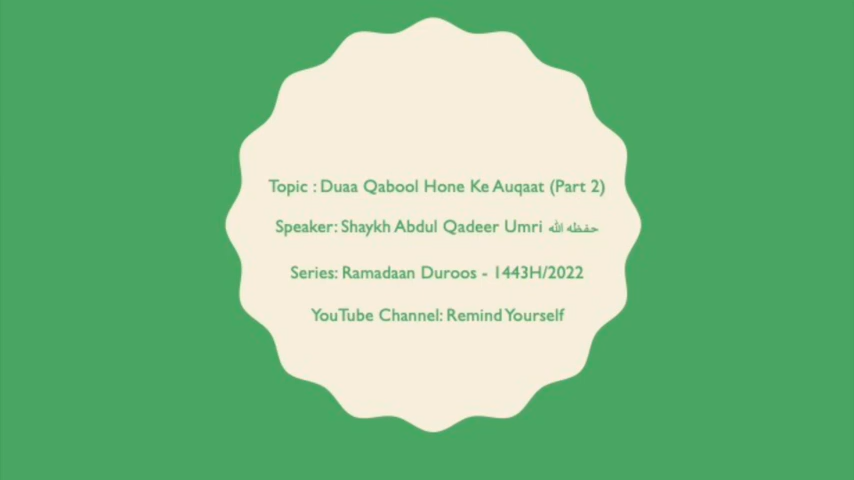 Topic : Duaa Qabool Hone Ke Auqaat (Part 2)
Speaker: Shaykh Abdul Qadeer Umri حفظه الله
Series: Ramadaan Duroos - 1443H/2022
YouTube Channel: Remind Yourself